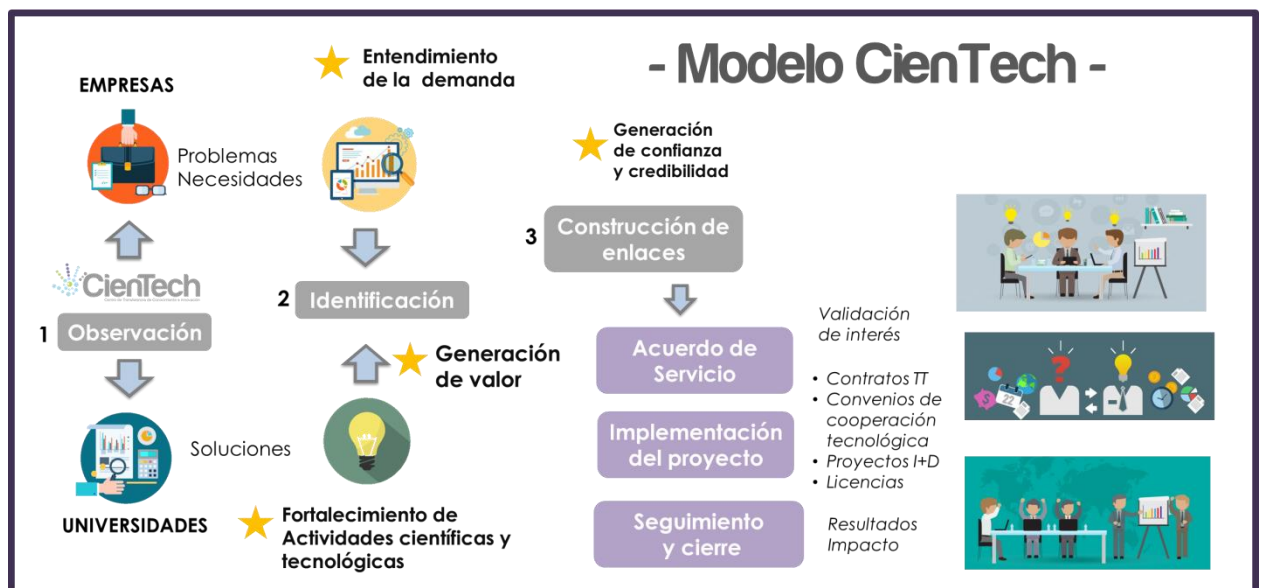 - Modelo CienTech -
EMPRESAS
Problemas
Necesidades
CienTech
1 Observación
Soluciones
UNIVERSIDADES
Entendimiento
de la demanda
2 Identificación
Generación
de valor
Fortalecimiento de
Actividades científicas y
tecnológicas
Generación
de confianza
y credibilidad
3 Construcción de
enlaces
Acuerdo de
Servicio
Implementación
del proyecto
Seguimiento
y cierre
Validación
de interés
• Contratos TT
• Convenios de
cooperación
tecnológica
• Proyectos I+D
• Licencias
Resultados
Impacto
$
22
?
!